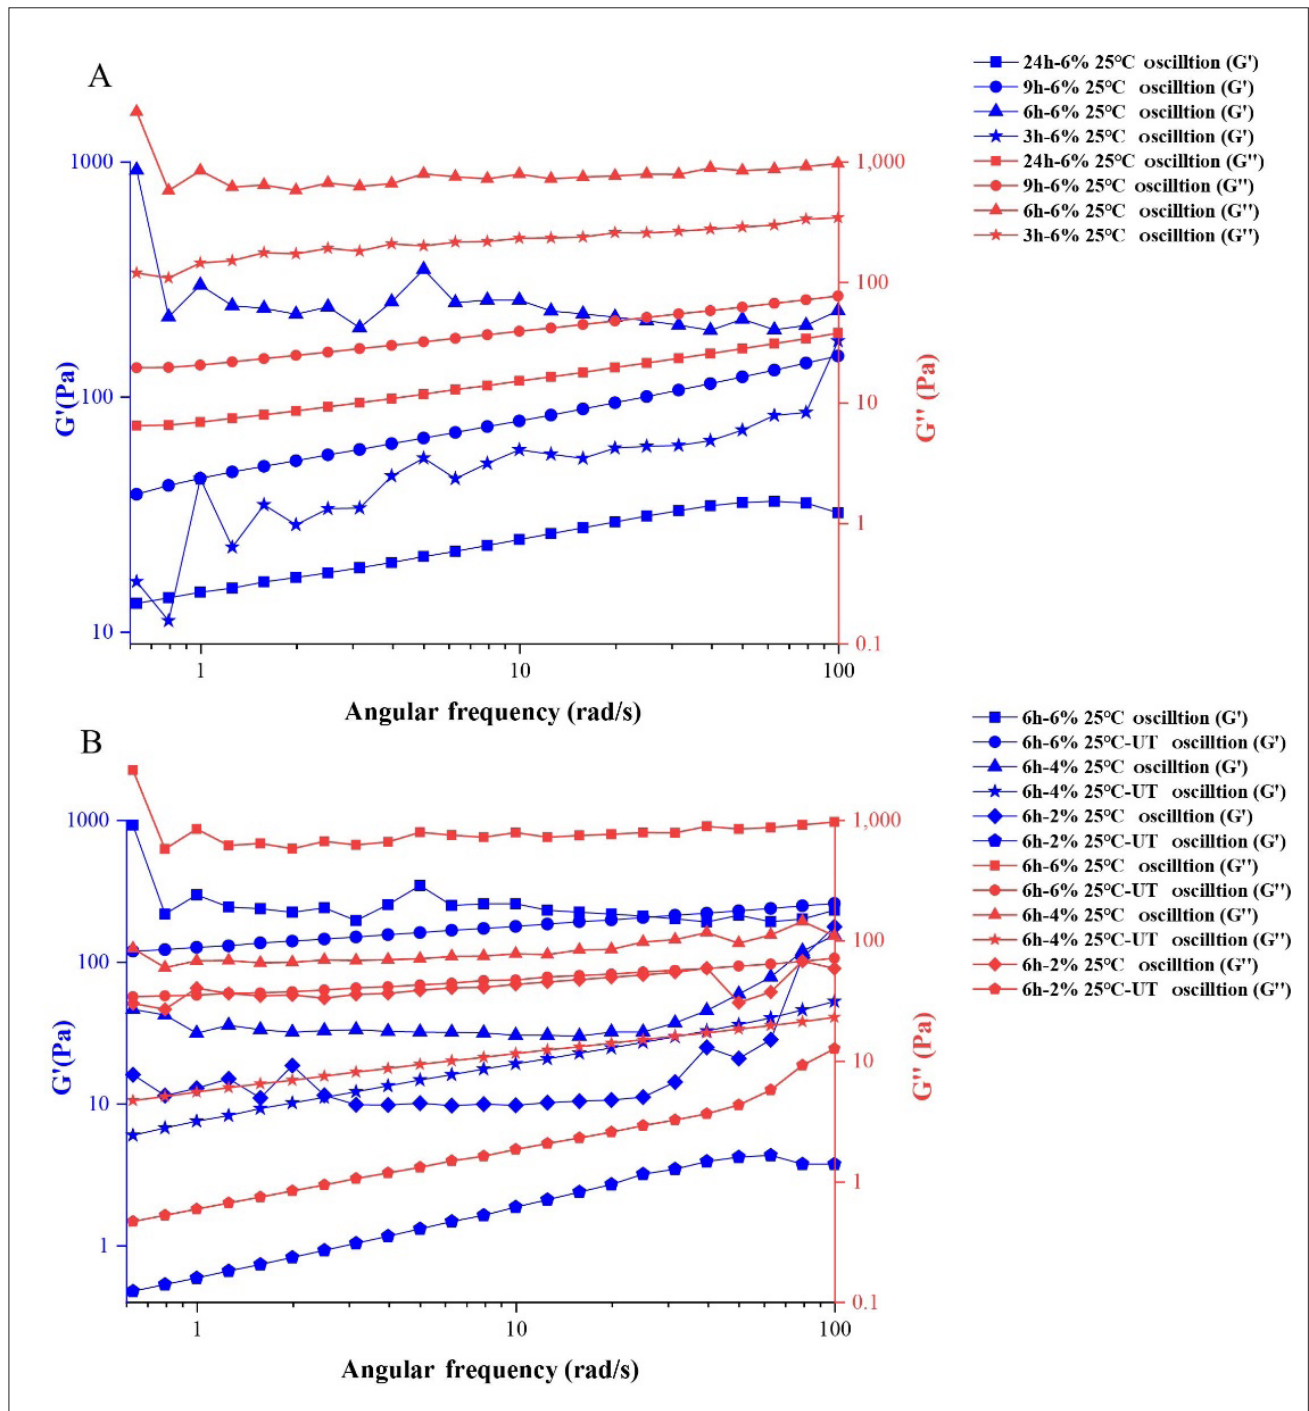 A
24h-6% 25°C oscilltion (G')
9h-6% 25°C oscilltion (G')
6h-6% 25°C oscilltion (G')
3h-6% 25°C oscilltion (G')
24h-6% 25°C oscilltion (G'')
9h-6% 25°C oscilltion (G'')
6h-6% 25°C oscilltion (G'')
3h-6% 25°C oscilltion (G'')
1000
100
10
G'(Pa)
1,000
100
10
1
0.1
G'' (Pa)
1 10 100
Angular frequency (rad/s)
B
6h-6% 25°C oscilltion (G')
6h-6% 25°C-UT oscilltion (G')
6h-4% 25°C oscilltion (G')
6h-4% 25°C-UT oscilltion (G')
6h-2% 25°C oscilltion (G')
6h-2% 25°C-UT oscilltion (G')
6h-6% 25°C oscilltion (G'')
6h-6% 25°C-UT oscilltion (G'')
6h-4% 25°C oscilltion (G'')
6h-4% 25°C-UT oscilltion (G'')
6h-2% 25°C oscilltion (G'')
6h-2% 25°C-UT oscilltion (G'')
1000
100
10
1
G'(Pa)
1,000
100
10
1
0.1
G'' (Pa)
1 10 100
Angular frequency (rad/s)